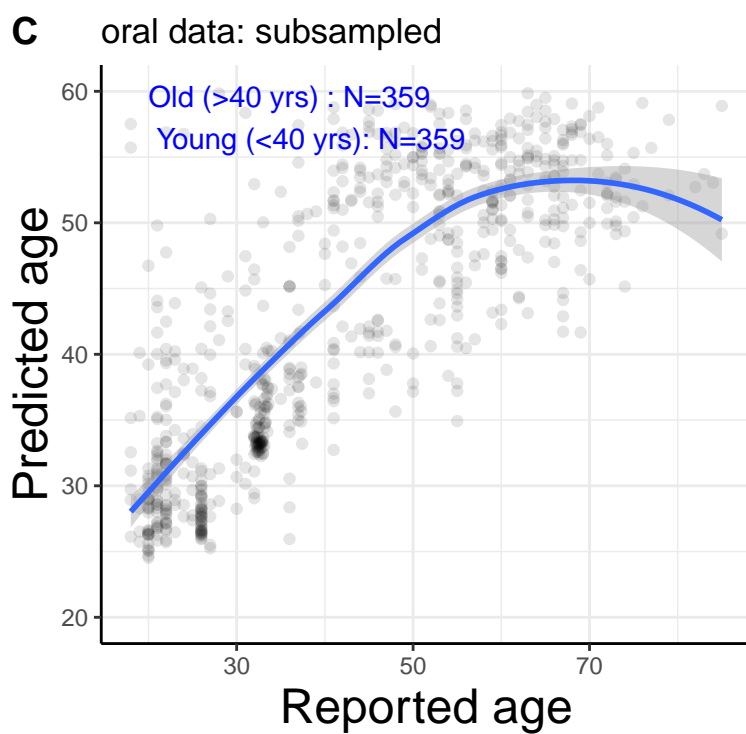 C oral data: subsampled
Old (>40 yrs) : N=359
Young (<40 yrs): N=359
Predicted age
60
50
40
30
20
30 50 70
Reported age